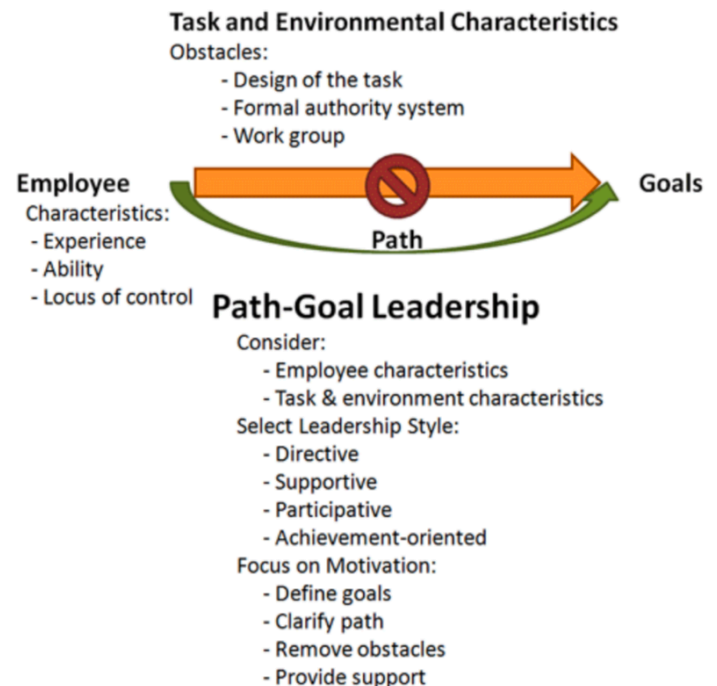 Task and Environmental Characteristics
Obstacles:
- Design of the task
- Formal authority system
- Work group
Employee
Goals
Characteristics:
- Experience
- Ability
- Locus of control
Path
Path-Goal Leadership
Consider:
- Employee characteristics
- Task & environment characteristics
Select Leadership Style:
- Directive
- Supportive
- Participative
- Achievement-oriented
Focus on Motivation:
- Define goals
- Clarify path
- Remove obstacles
- Provide support